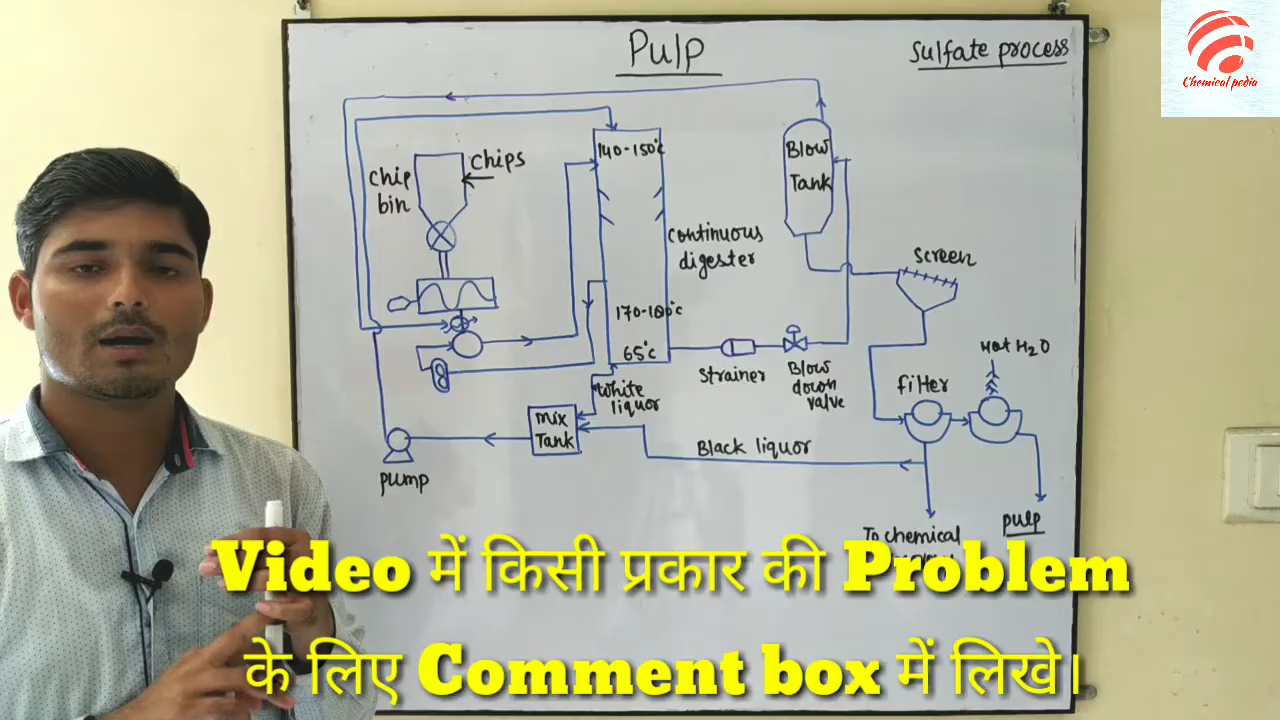 Pulp
Sulfate process
Chemical pedia
chips
chip
bin
140-150°C
Blow
Tank
continuous
digester
screen
170-180°C
65°C
strainer
Blow
down
valve
Hot H2O
filter
White
liquor
Mix
Tank
Black liquor
pump
To chemical
pulp
Video में किसी प्रकार की Problem
के लिए Comment box में लिखे।